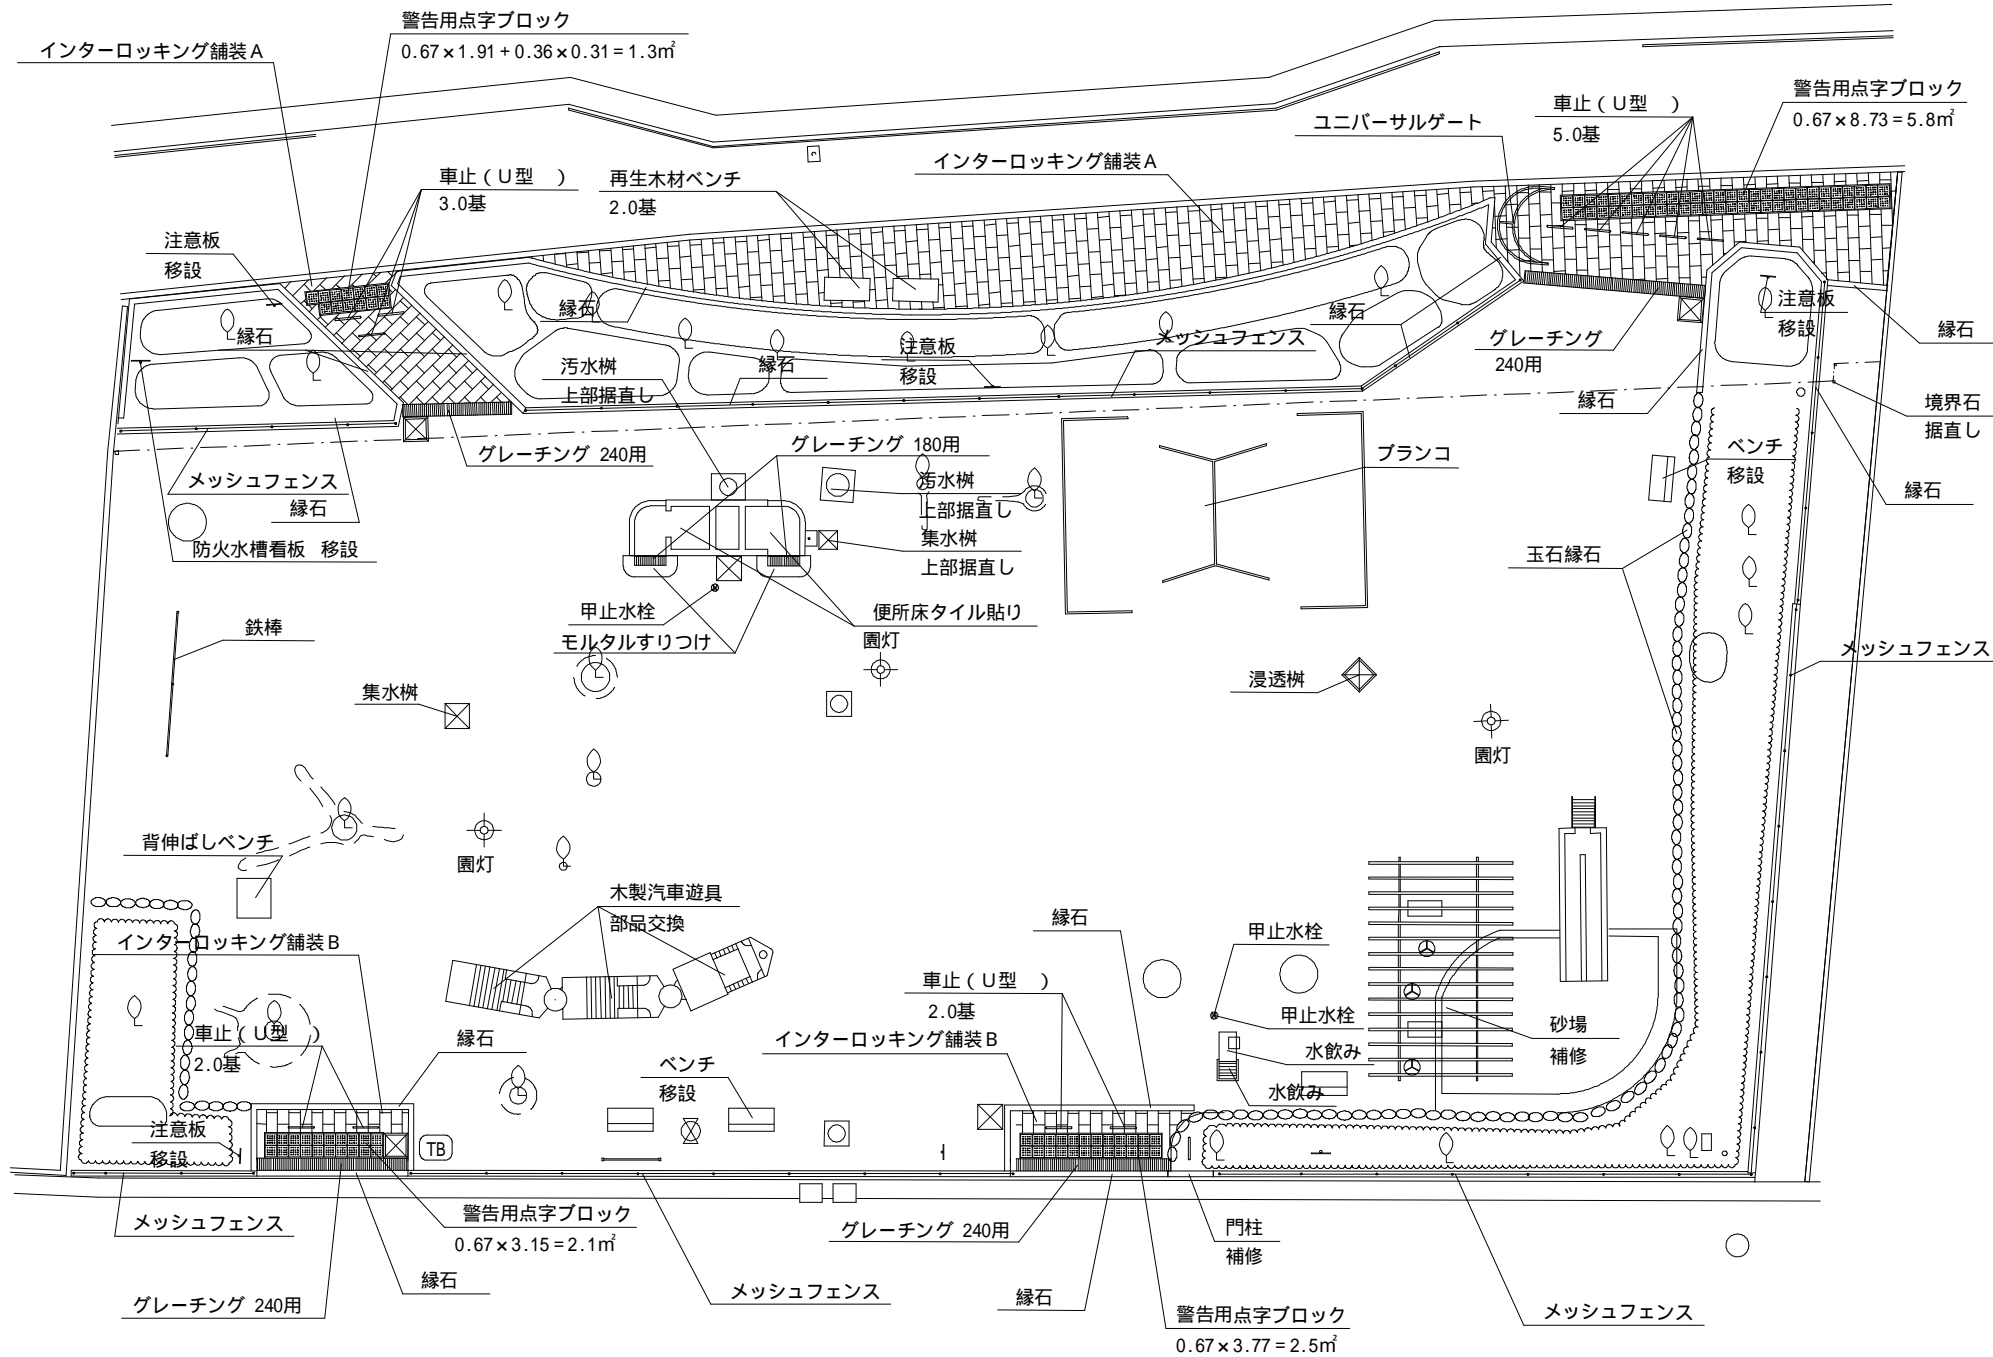 警告用点字ブロック
0.67×1.91+0.36×0.31=1.3㎡
インターロッキング舗装A
警告用点字ブロック
0.67×8.73=5.8㎡
車止(U型　)
5.0基
ユニバーサルゲート
インターロッキング舗装A
車止(U型　)
3.0基
再生木材ベンチ
2.0基
注意板
移設
縁石
縁石
縁石
注意板
移設
縁石
グレーチング
240用
メッシュフェンス
注意板
移設
縁石
汚水桝
上部据直し
縁石
境界石
据直し
グレーチング 240用
グレーチング 180用
ブランコ
ベンチ
移設
縁石
メッシュフェンス
縁石
汚水桝
上部据直し
防火水槽看板 移設
集水桝
上部据直し
玉石縁石
甲止水栓
便所床タイル貼り
モルタルすりつけ
園灯
鉄棒
メッシュフェンス
集水桝
浸透桝
園灯
背伸ばしベンチ
園灯
木製汽車遊具
部品交換
インターロッキング舗装B
縁石
甲止水栓
車止(U型　)
2.0基
甲止水栓
砂場
補修
車止(U型　)
2.0基
縁石
インターロッキング舗装B
水飲み
水飲み
ベンチ
移設
注意板
移設
TB
メッシュフェンス
警告用点字ブロック
0.67×3.15=2.1㎡
グレーチング 240用
門柱
補修
縁石
グレーチング 240用
メッシュフェンス
縁石
警告用点字ブロック
0.67×3.77=2.5㎡
メッシュフェンス